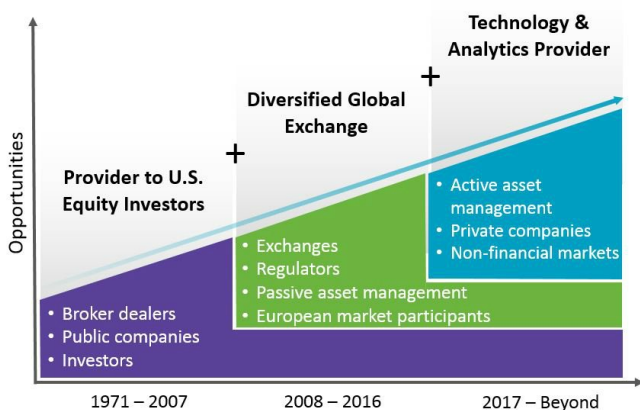 Technology &
Analytics Provider
+
Diversified Global
Exchange
+
Provider to U.S.
Equity Investors
Opportunities
• Active asset
management
• Private companies
• Non-financial markets
• Exchanges
• Regulators
• Passive asset management
• European market participants
• Broker dealers
• Public companies
• Investors
1971 – 2007
2008 – 2016
2017 – Beyond